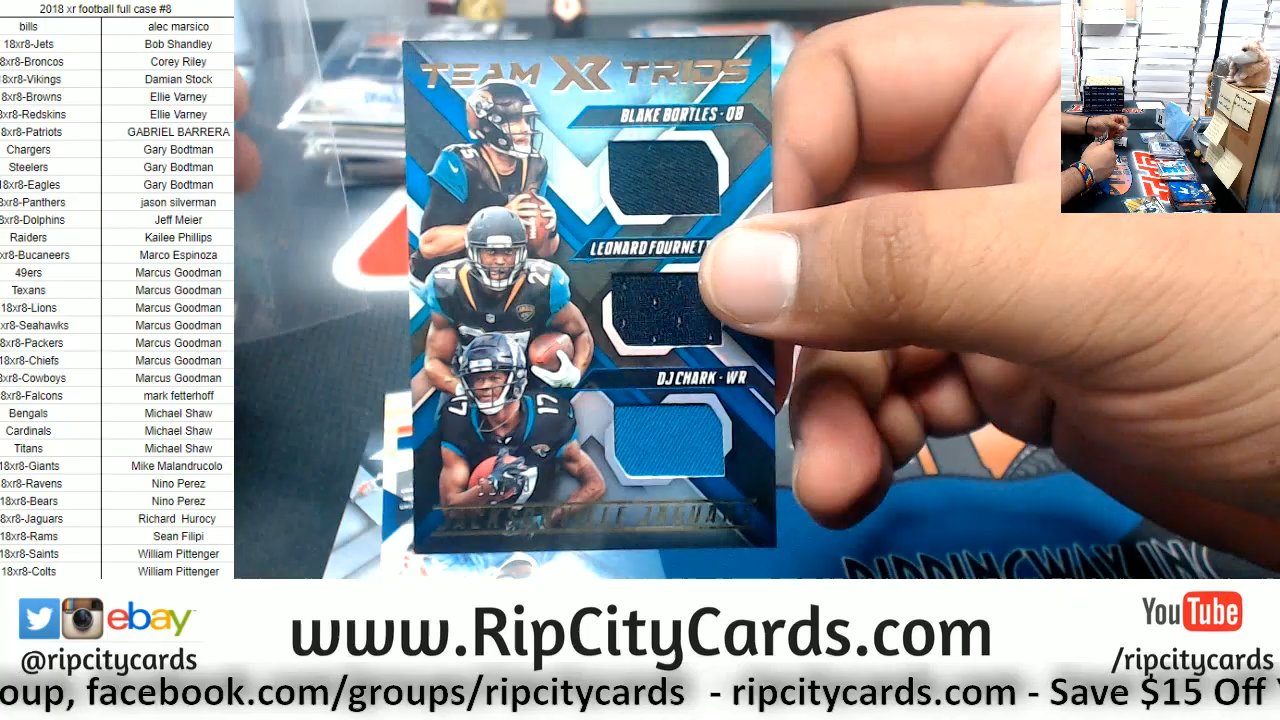 2018 xr football full case #8
bills alec marsico
18xr8-Jets Bob Shandley
8xr8-Broncos Corey Riley
8xr8-Vikings Damian Stock
8xr8-Browns Ellie Varney
8xr8-Redskins Ellie Varney
8xr8-Patriots GABRIEL BARRERA
Chargers Gary Bodtman
Steelers Gary Bodtman
18xr8-Eagles Gary Bodtman
8xr8-Panthers jason silverman
8xr8-Dolphins Jeff Meier
Raiders Kailee Phillips
xr8-Bucaneers Marco Espinoza
49ers Marcus Goodman
Texans Marcus Goodman
18xr8-Lions Marcus Goodman
xr8-Seahawks Marcus Goodman
8xr8-Packers Marcus Goodman
8xr8-Chiefs Marcus Goodman
8xr8-Cowboys Marcus Goodman
8xr8-Falcons mark fetterhoff
Bengals Michael Shaw
Cardinals Michael Shaw
Titans Michael Shaw
18xr8-Giants Mike Malandrucolo
8xr8-Ravens Nino Perez
18xr8-Bears Nino Perez
8xr8-Jaguars Richard Hurocy
18xr8-Rams Sean Filipi
8xr8-Saints William Pittenger
18xr8-Colts William Pittenger
TEAM XR TRIOS
BLAKE BORTLES - QB
LEONARD FOURNETT
DJ CHARK - WR
17
ebay
@ripcitycards
www.RipCityCards.com
YouTube
/ripcitycards
oup, facebook.com/groups/ripcitycards - ripcitycards.com - Save $15 Off